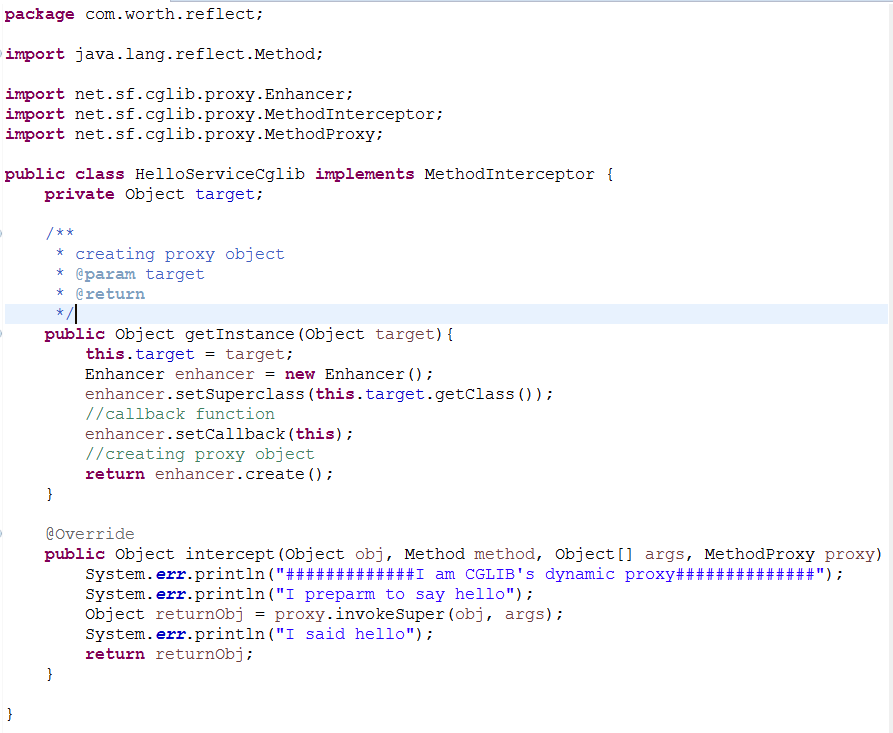 package com.worth.reflect;
import java.lang.reflect.Method;
import net.sf.cglib.proxy.Enhancer;
import net.sf.cglib.proxy.MethodInterceptor;
import net.sf.cglib.proxy.MethodProxy;
public class HelloServiceCglib implements MethodInterceptor {
    private Object target;
    /**
     * creating proxy object
     * @param target
     * @return
     */
    public Object getInstance(Object target){
        this.target = target;
        Enhancer enhancer = new Enhancer();
        enhancer.setSuperclass(this.target.getClass());
        //callback function
        enhancer.setCallback(this);
        //creating proxy object
        return enhancer.create();
    }
    @Override
    public Object intercept(Object obj, Method method, Object[] args, MethodProxy proxy)
        System.err.println("#############I am CGLIB's dynamic proxy##############");
        System.err.println("I preparm to say hello");
        Object returnObj = proxy.invokeSuper(obj, args);
        System.err.println("I said hello");
        return returnObj;
    }
}